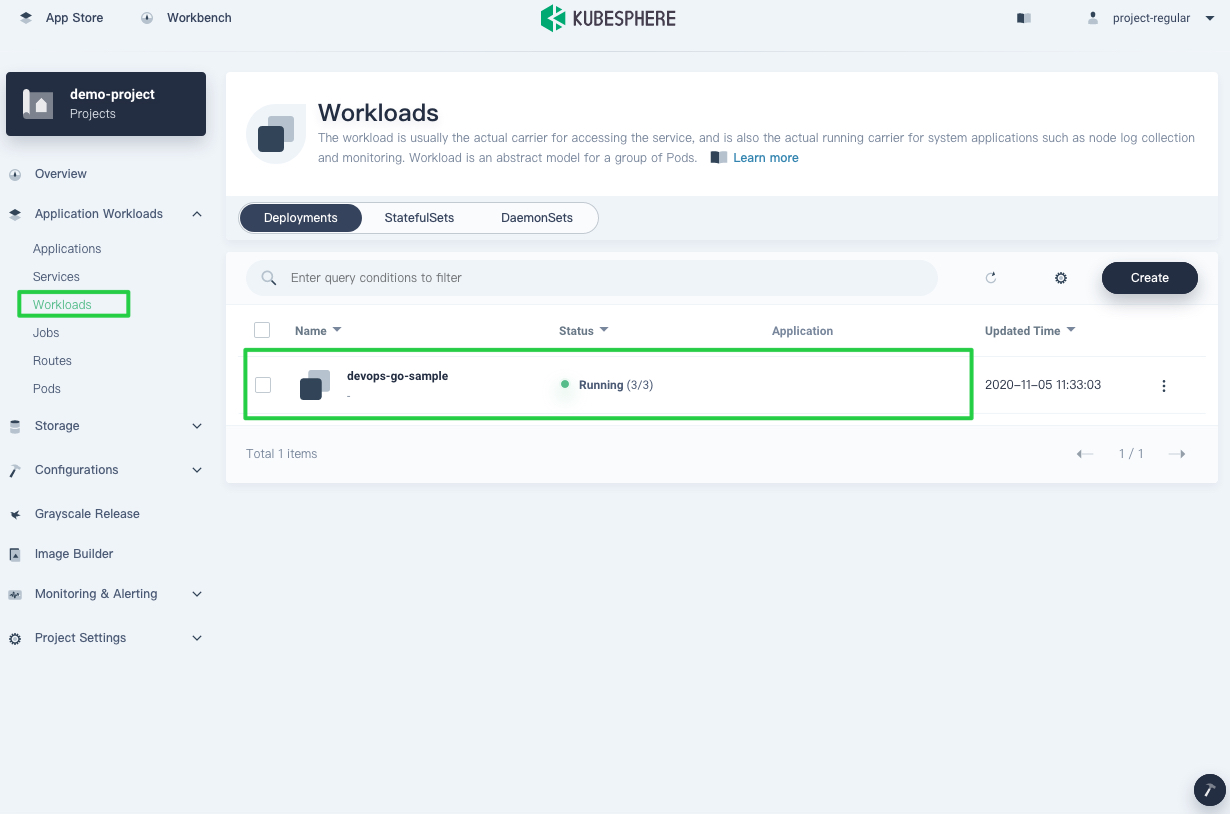 App Store
Workbench
KUBESPHERE
project-regular
demo-project
Projects
Overview
Application Workloads
Applications
Services
Workloads
Jobs
Routes
Pods
Storage
Configurations
Grayscale Release
Image Builder
Monitoring & Alerting
Project Settings
Workloads
The workload is usually the actual carrier for accessing the service, and is also the actual running carrier for system applications such as node log collection
and monitoring. Workload is an abstract model for a group of Pods. Learn more
Deployments StatefulSets DaemonSets
Enter query conditions to filter
Create
Name Status Application Updated Time
devops-go-sample
-
Running (3/3)
2020-11-05 11:33:03
Total 1 items
1 / 1